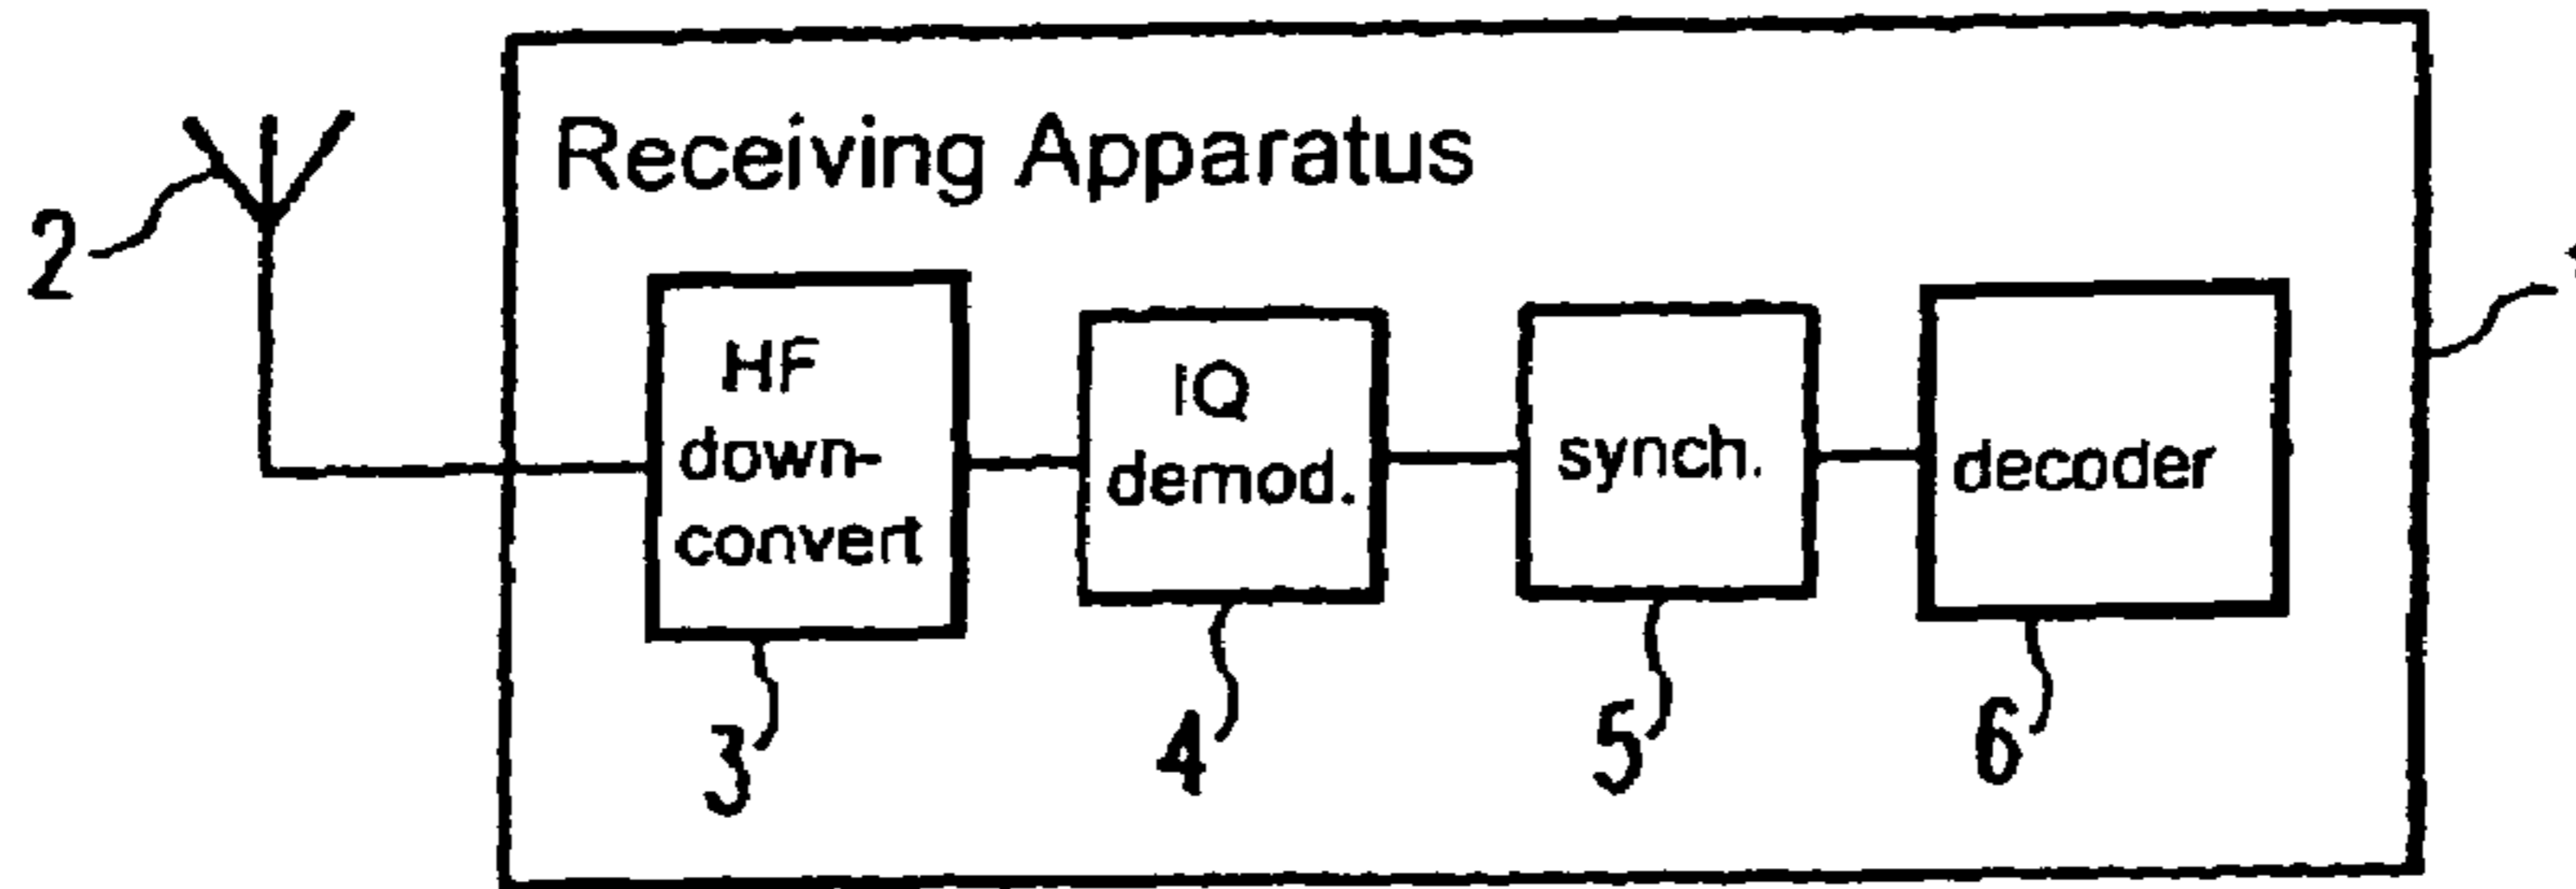 Receiving Apparatus
2
HF
down-
convert
IQ
demod.
synch.
decoder
3
4
5
6